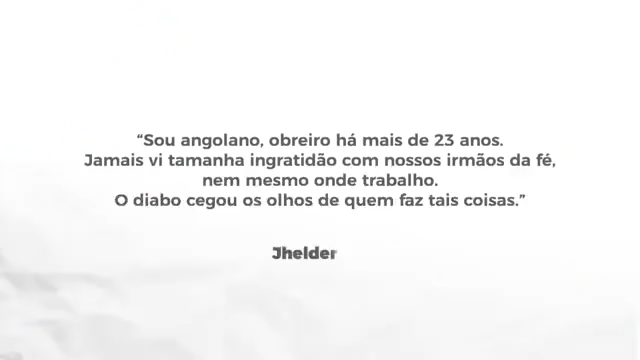 “Sou angolano, obreiro há mais de 23 anos.
Jamais vi tamanha ingratidão com nossos irmãos da fé,
nem mesmo onde trabalho.
O diabo cegou os olhos de quem faz tais coisas.”
Jhelder